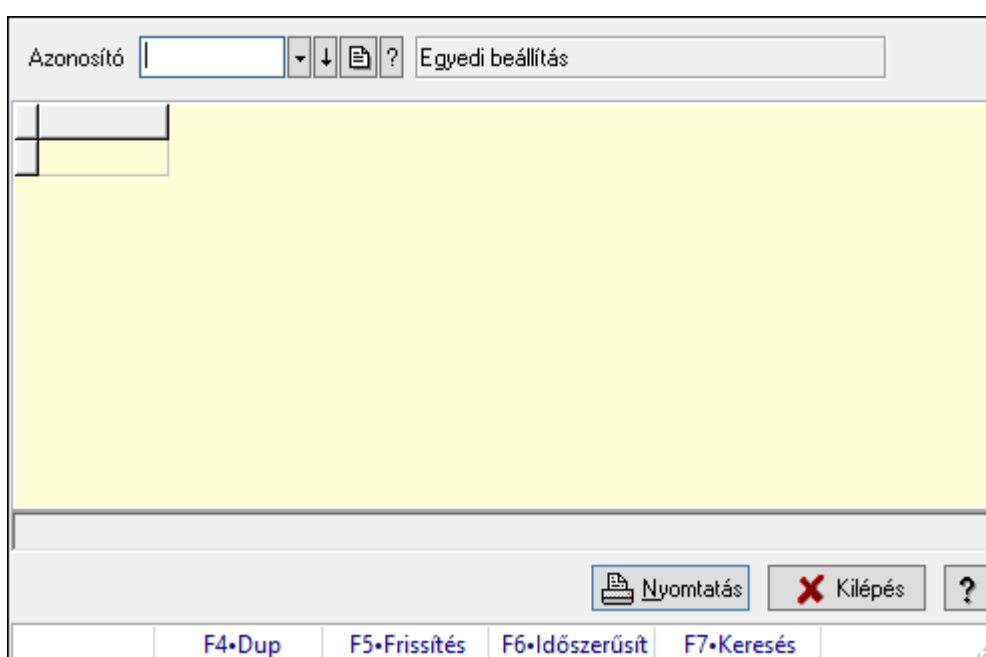 Azonosító ? Egyedi beállítás
Nyomtatás Kilépés ?
F4•Dup F5•Frissítés F6•Időszerűsít F7•Keresés